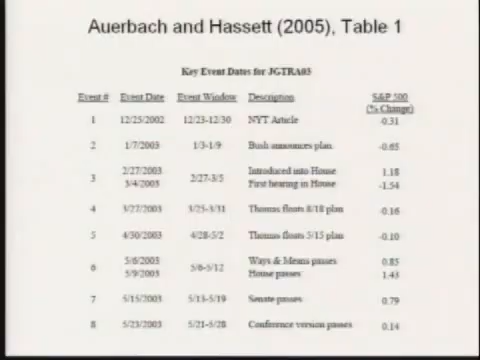 Auerbach and Hassett (2005), Table 1
Key Event Dates for JGTRA03
Event # Event Date Event Window Description S&P 500
(% Change)
1 12/25/2002 12/23-12/30 NYT Article -0.31
2 1/7/2003 1/3-1/9 Bush announces plan -0.65
3 2/27/2003 2/27-3/5 Introduced into House 1.18
3/4/2003 First hearing in House -1.54
4 3/27/2003 3/25-3/31 Thomas floats 8/18 plan 0.16
5 4/30/2003 4/28-5/2 Thomas floats 5/15 plan -0.10
6 5/6/2003 5/6-5/12 Ways & Means passes 0.85
5/9/2003 House passes 1.43
7 5/15/2003 5/13-5/19 Senate passes 0.79
8 5/23/2003 5/21-5/28 Conference version passes 0.14